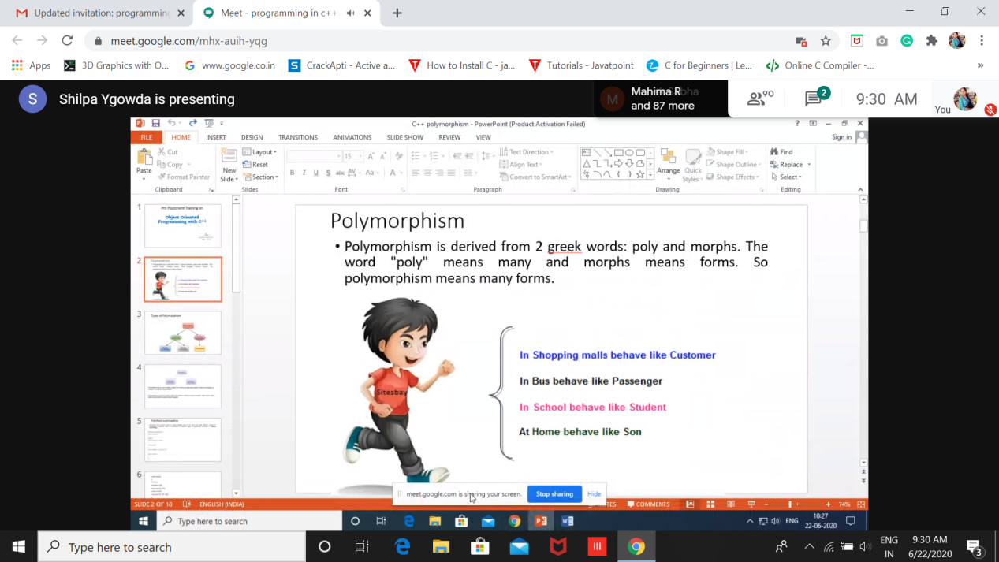 Updated invitation: programming
Meet - programming in c++
meet.google.com/mhx-auih-yqg
Apps
3D Graphics with O...
www.google.co.in
CrackApti - Active a...
How to Install C - ja...
Tutorials - Javatpoint
C for Beginners | Le...
Online C Compiler -...
S
Shilpa Ygowda is presenting
M
Mahima R
and 87 more
90
2
9:30 AM
You
C++ polymorphism - PowerPoint (Product Activation Failed)
FILE HOME INSERT DESIGN TRANSITIONS ANIMATIONS SLIDE SHOW REVIEW VIEW
Sign in
Paste
Cut
Copy
Format Painter
Clipboard
New
Slide
Layout
Reset
Section
Slides
15
Font
Text Direction
Align Text
Convert to SmartArt
Paragraph
Arrange
Quick
Styles
Shape Fill
Shape Outline
Shape Effects
Drawing
Find
Replace
Select
Editing
1
Pre Placement Training on
Object Oriented
Programming with C++
2
3
Types of Polymorphism
4
5
6
Polymorphism
• Polymorphism is derived from 2 greek words: poly and morphs. The
word "poly" means many and morphs means forms. So
polymorphism means many forms.
Sitesbay
In Shopping malls behave like Customer
In Bus behave like Passenger
In School behave like Student
At Home behave like Son
meet.google.com is sharing your screen.
Stop sharing
Hide
SLIDE 2 OF 18
ENGLISH (INDIA)
NOTES
COMMENTS
74%
Type here to search
ENG
10:27
22-06-2020
Type here to search
ENG
IN
9:30 AM
6/22/2020
3